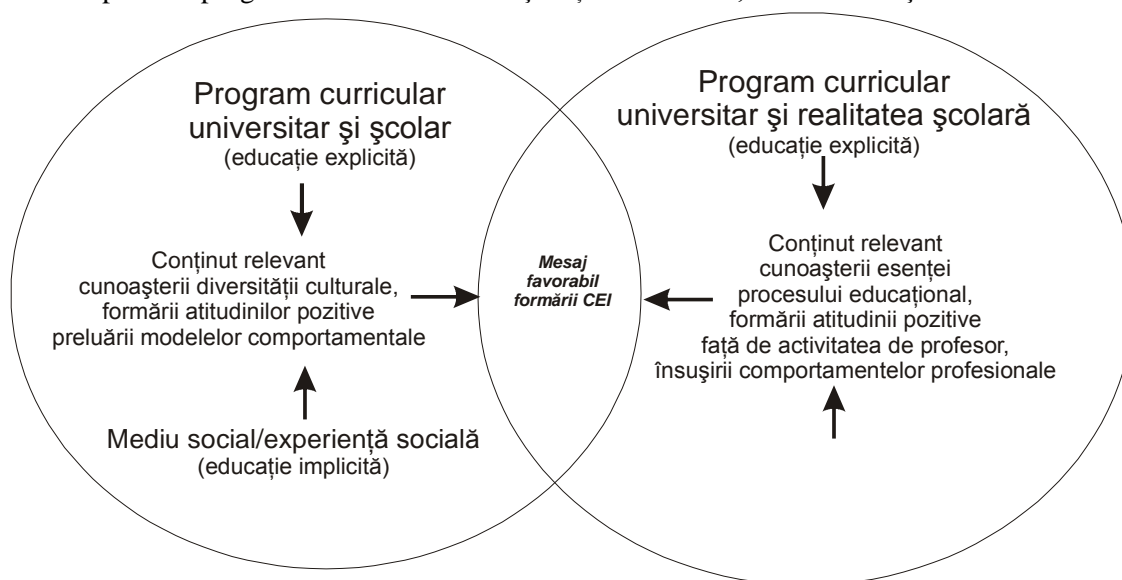 Program curricular
universitar şi şcolar
(educaţie explicită)
Conţinut relevant
cunoaşterii diversităţii culturale,
formării atitudinilor pozitive
preluării modelelor comportamentale
Mediu social/experienţă socială
(educaţie implicită)
Mesaj
favorabil
formării CEI
Program curricular
universitar şi realitatea şcolară
(educaţie explicită)
Conţinut relevant
cunoaşterii esenţei
procesului educaţional,
formării atitudinii pozitive
faţă de activitatea de profesor,
însuşirii comportamentelor profesionale